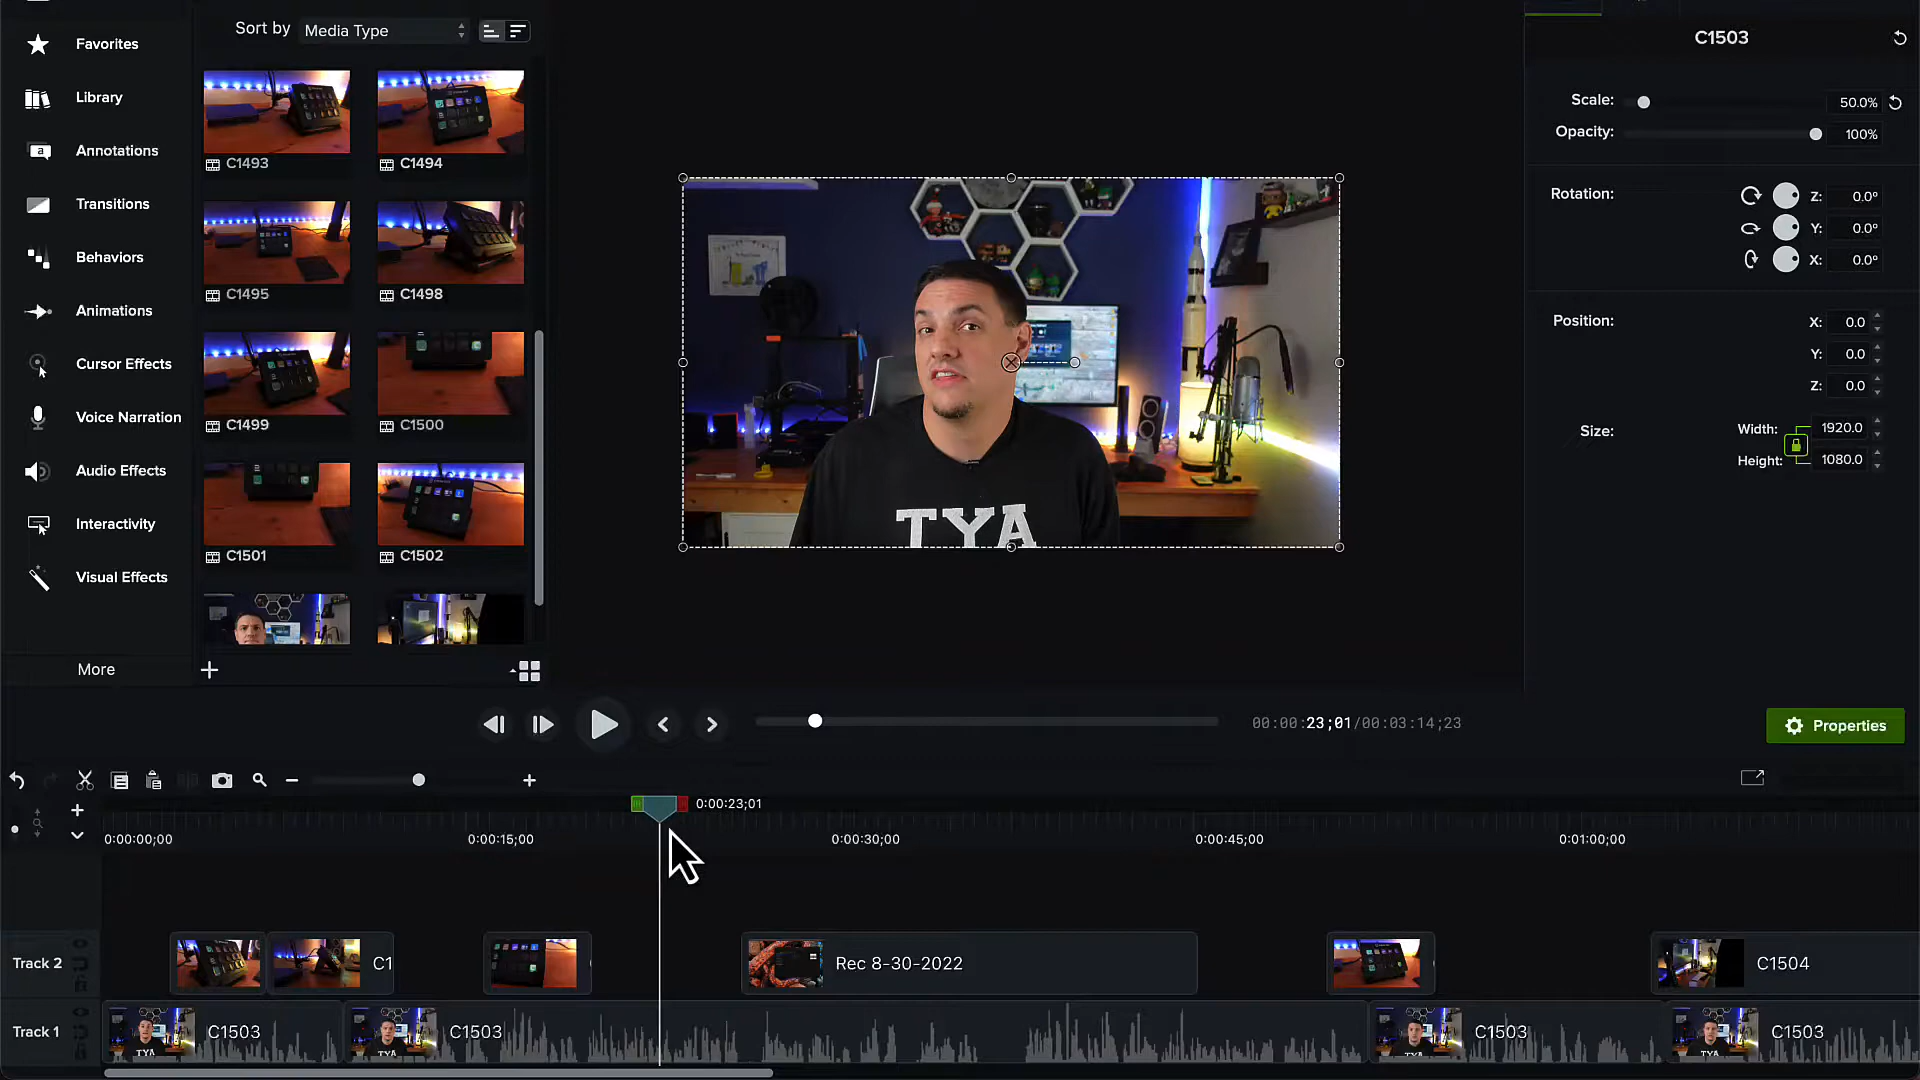 Favorites
Library
Annotations
Transitions
Behaviors
Animations
Cursor Effects
Voice Narration
Audio Effects
Interactivity
Visual Effects
More
Sort by Media Type
C1493 C1494
C1495 C1498
C1499 C1500
C1501 C1502
TYA
C1503
Scale: 50.0%
Opacity: 100%
Rotation: Z: 0.0°
Y: 0.0°
X: 0.0°
Position: X: 0.0
Y: 0.0
Z: 0.0
Size: Width: 1920.0
Height: 1080.0
00:00:23;01/00:03:14;23
Properties
0:00:23;01
0:00:00;00 0:00:15;00 0:00:30;00 0:00:45;00 0:01:00;00
Track 2 C1 Rec 8-30-2022 C1504
Track 1 TYA C1503 TYA C1503 TYA C1503 TYA C1503